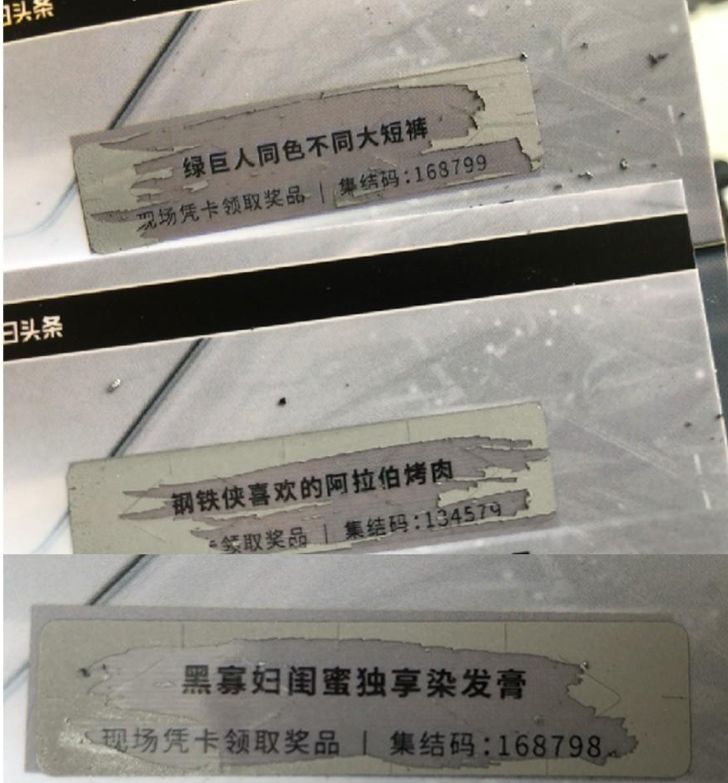 日头条
绿巨人同色不同大短裤
现场凭卡领取奖品 | 集结码:168799
日头条
钢铁侠喜欢的阿拉伯烤肉
领取奖品 | 集结码:134579
黑寡妇闺蜜独享染发膏
现场凭卡领取奖品 | 集结码:168798